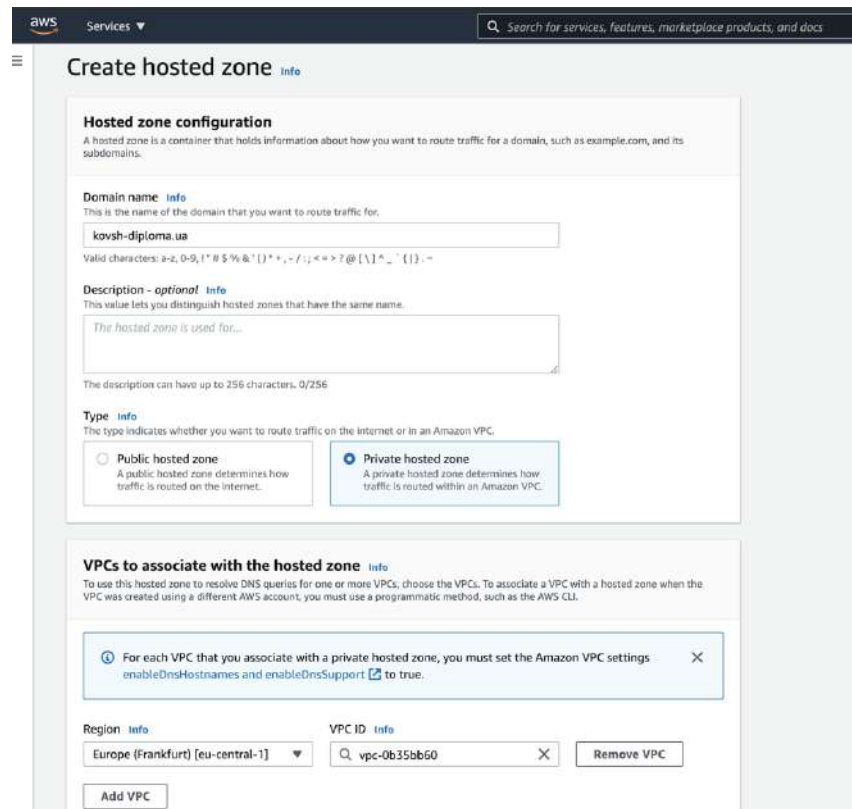 aws
Services ▼
Search for services, features, marketplace products, and docs
Create hosted zone Info
Hosted zone configuration
A hosted zone is a container that holds information about how you want to route traffic for a domain, such as example.com, and its
subdomains.
Domain name Info
This is the name of the domain that you want to route traffic for.
kovsh-diploma.ua
Valid characters: a-z, 0-9, ! " # $ % & ' ( ) * + , - / : ; < = > ? @ [ \ ] ^ _ ` { | } . ~
Description - optional Info
This value lets you distinguish hosted zones that have the same name.
The hosted zone is used for...
The description can have up to 256 characters. 0/256
Type Info
The type indicates whether you want to route traffic on the internet or in an Amazon VPC.
Public hosted zone
A public hosted zone determines how
traffic is routed on the internet.
Private hosted zone
A private hosted zone determines how
traffic is routed within an Amazon VPC.
VPCs to associate with the hosted zone Info
To use this hosted zone to resolve DNS queries for one or more VPCs, choose the VPCs. To associate a VPC with a hosted zone when the
VPC was created using a different AWS account, you must use a programmatic method, such as the AWS CLI.
For each VPC that you associate with a private hosted zone, you must set the Amazon VPC settings
enableDnsHostnames and enableDnsSupport to true.
Region Info
VPC ID Info
Europe (Frankfurt) [eu-central-1]
vpc-0b35bb60
Remove VPC
Add VPC